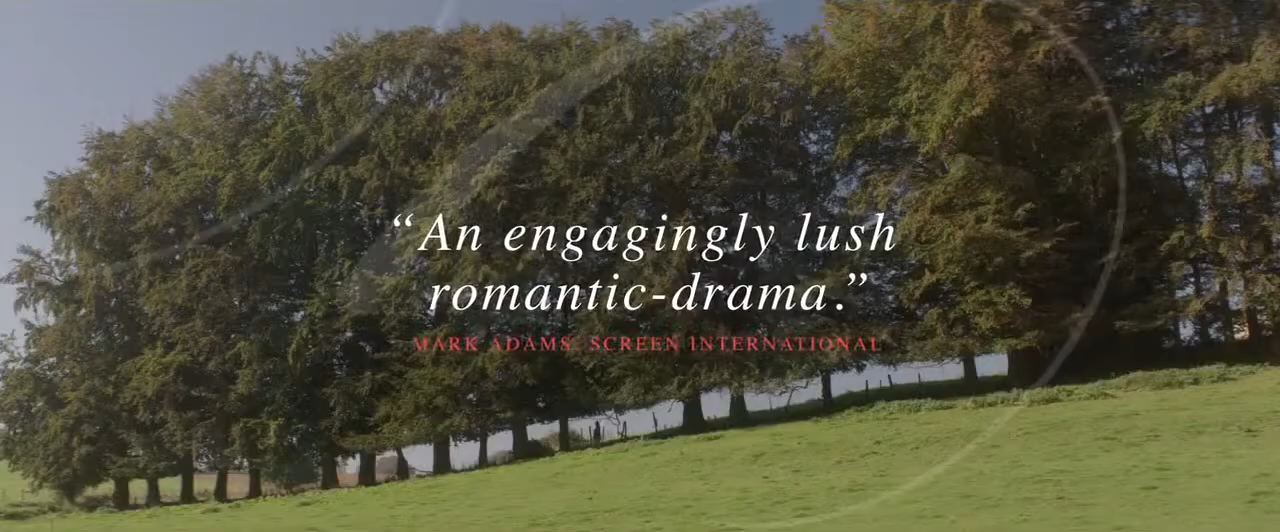 “An engagingly lush
romantic-drama.”
MARK ADAMS, SCREEN INTERNATIONAL